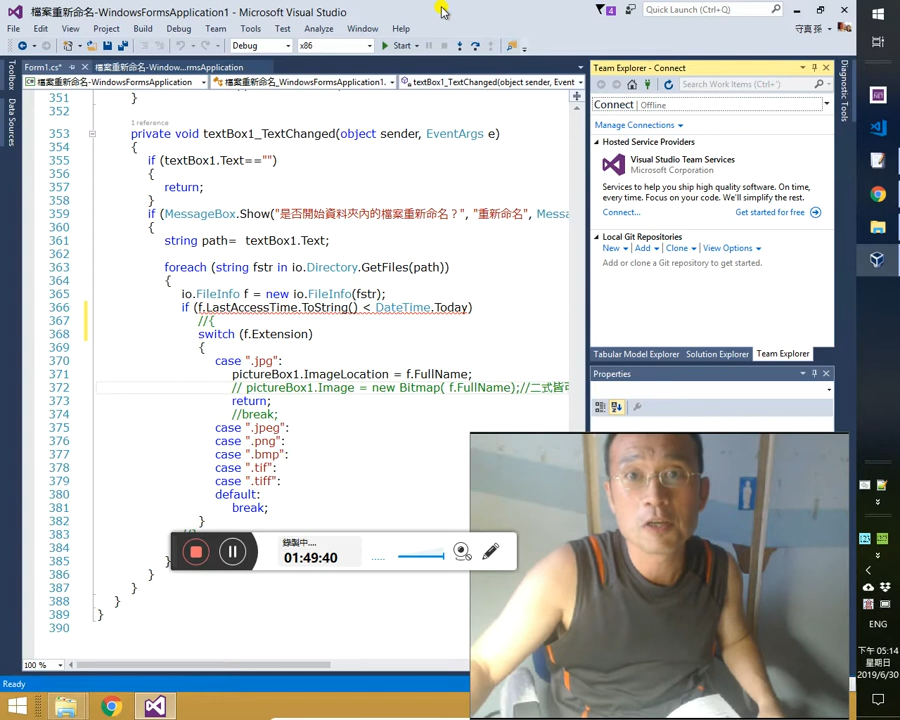 檔案重新命名-WindowsFormsApplication1 - Microsoft Visual Studio
4
Quick Launch (Ctrl+Q)
File Edit View Project Build Debug Team Tools Test Analyze Window Help
守真 孫
Debug x86 Start
Form1.cs* 檔案重新命名-Window...rmsApplication
檔案重新命名-WindowsFormsApplication 檔案重新命名_WindowsFormsApplication1. textBox1_TextChanged(object sender, Event
Toolbox
Data Sources
351 }
352
1 reference
353 private void textBox1_TextChanged(object sender, EventArgs e)
354 {
355 if (textBox1.Text=="")
356 {
357 return;
358 }
359 if (MessageBox.Show("是否開始資料夾內的檔案重新命名？", "重新命名", Messa
360 {
361 string path= textBox1.Text;
362
363 foreach (string fstr in io.Directory.GetFiles(path))
364 {
365 io.FileInfo f = new io.FileInfo(fstr);
366 if (f.LastAccessTime.ToString() < DateTime.Today)
367 //{
368 switch (f.Extension)
369 {
370 case ".jpg":
371 pictureBox1.ImageLocation = f.FullName;
372 // pictureBox1.Image = new Bitmap( f.FullName);//二式皆可
373 return;
374 //break;
375 case ".jpeg":
376 case ".png":
377 case ".bmp":
378 case ".tif":
379 case ".tiff":
380 default:
381 break;
382 }
383
384
385 }
386 }
387 }
388 }
389 }
390
100 %
Ready
錄製中....
01:49:40
Team Explorer - Connect
Search Work Items (Ctrl+')
Connect | Offline
Manage Connections
Hosted Service Providers
Visual Studio Team Services
Microsoft Corporation
Services to help you ship high quality software. On time,
every time. Focus on your code. We'll simplify the rest.
Connect... Get started for free
Local Git Repositories
New Add Clone View Options
Add or clone a Git repository to get started.
Tabular Model Explorer Solution Explorer Team Explorer
Properties
Diagnostic Tools
ENG
下午 05:14
星期日
2019/6/30